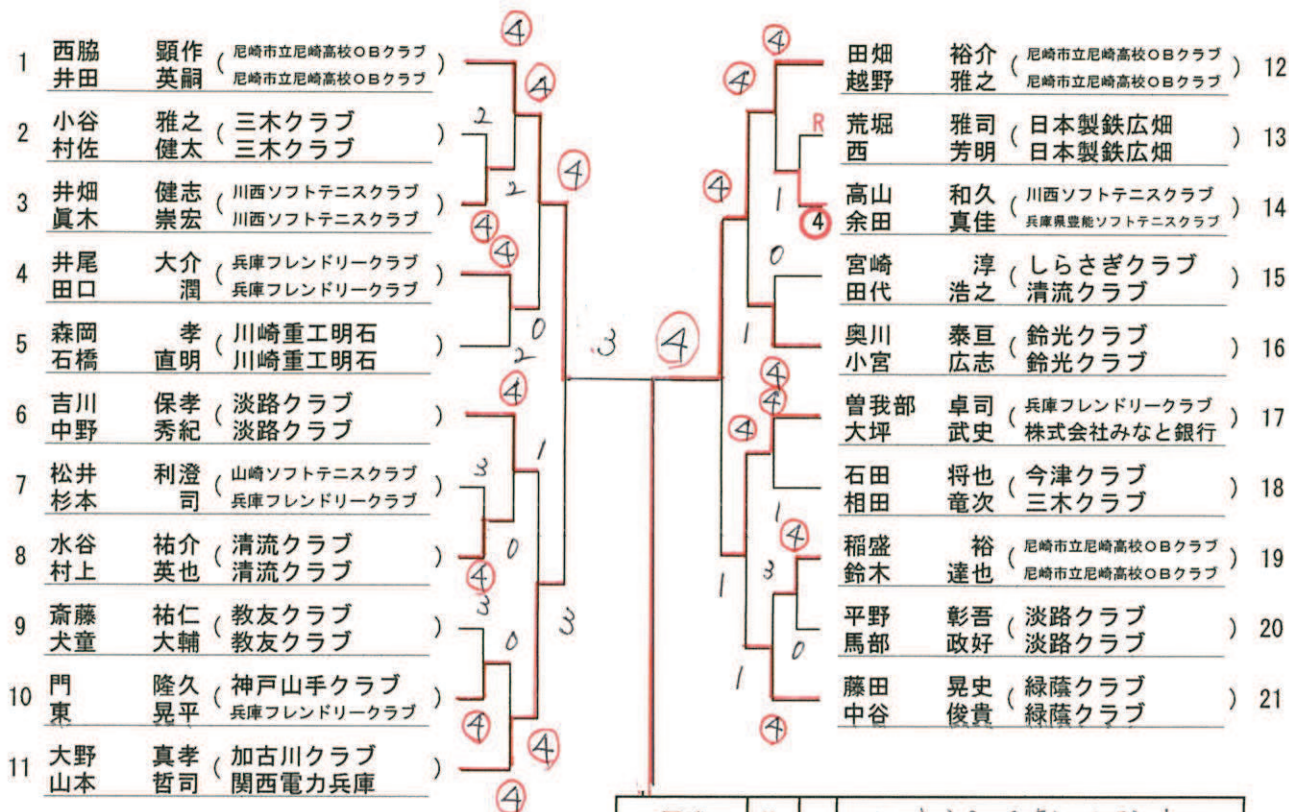 1 西脇 顕作 ( 尼崎市立尼崎高校OBクラブ )
井田 英嗣 尼崎市立尼崎高校OBクラブ
2 小谷 雅之 ( 三木クラブ )
村佐 健太 三木クラブ
3 井畑 健志 ( 川西ソフトテニスクラブ )
眞木 崇宏 川西ソフトテニスクラブ
4 井尾 大介 ( 兵庫フレンドリークラブ )
田口 潤 兵庫フレンドリークラブ
5 森岡 孝 ( 川崎重工明石 )
石橋 直明 川崎重工明石
6 吉川 保孝 ( 淡路クラブ )
中野 秀紀 淡路クラブ
7 松井 利澄 ( 山崎ソフトテニスクラブ )
杉本 司 兵庫フレンドリークラブ
8 水谷 祐介 ( 清流クラブ )
村上 英也 清流クラブ
9 斎藤 祐仁 ( 教友クラブ )
犬童 大輔 教友クラブ
10 門 隆久 ( 神戸山手クラブ )
東 晃平 兵庫フレンドリークラブ
11 大野 真孝 ( 加古川クラブ )
山本 哲司 関西電力兵庫
④
④
2
④
2
④
④
0
2
④
1
3
0
④
3
0
3
④
④
④
3
④
④
④
R
④
1
4
0
1
④
④
④
1
④
3
1
0
1
④
田畑 裕介 ( 尼崎市立尼崎高校OBクラブ ) 12
越野 雅之 尼崎市立尼崎高校OBクラブ
荒堀 雅司 ( 日本製鉄広畑 ) 13
西 芳明 日本製鉄広畑
高山 和久 ( 川西ソフトテニスクラブ ) 14
余田 真佳 兵庫県豊能ソフトテニスクラブ
宮崎 淳 ( しらさぎクラブ ) 15
田代 浩之 清流クラブ
奥川 泰亘 ( 鈴光クラブ ) 16
小宮 広志 鈴光クラブ
曽我部 卓司 ( 兵庫フレンドリークラブ ) 17
大坪 武史 株式会社みなと銀行
石田 将也 ( 今津クラブ ) 18
相田 竜次 三木クラブ
稲盛 裕 ( 尼崎市立尼崎高校OBクラブ ) 19
鈴木 達也 尼崎市立尼崎高校OBクラブ
平野 彰吾 ( 淡路クラブ ) 20
馬部 政好 淡路クラブ
藤田 晃史 ( 緑蔭クラブ ) 21
中谷 俊貴 緑蔭クラブ